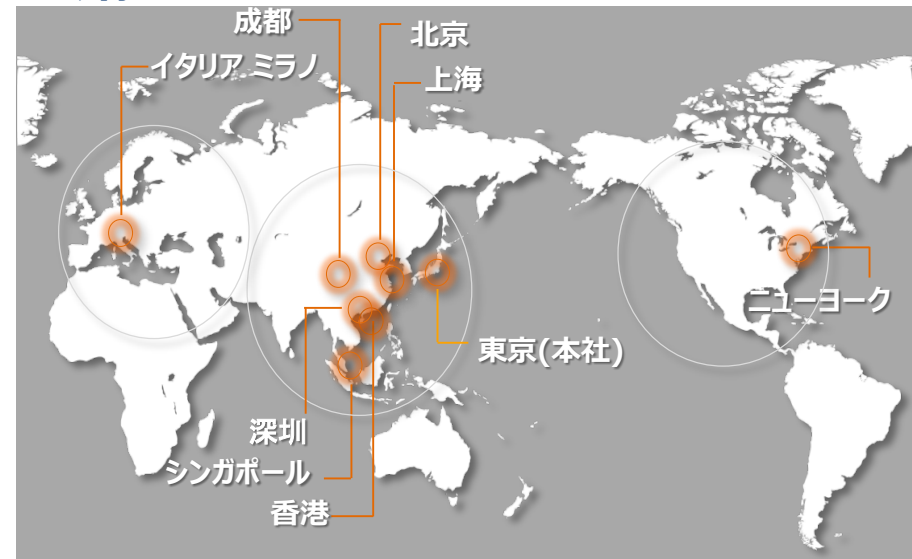 成都
北京
イタリア ミラノ
上海
ニューヨーク
東京(本社)
深圳
シンガポール
香港